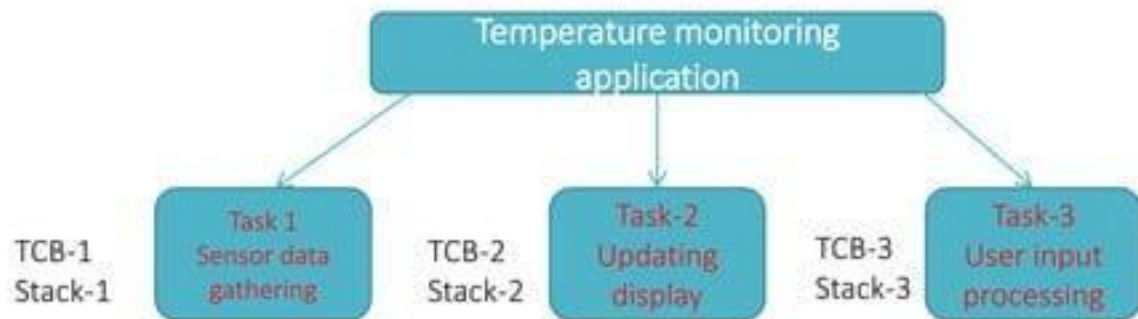 Temperature monitoring
application
TCB-1
Stack-1
Task 1
Sensor data
gathering
TCB-2
Stack-2
Task-2
Updating
display
TCB-3
Stack-3
Task-3
User input
processing